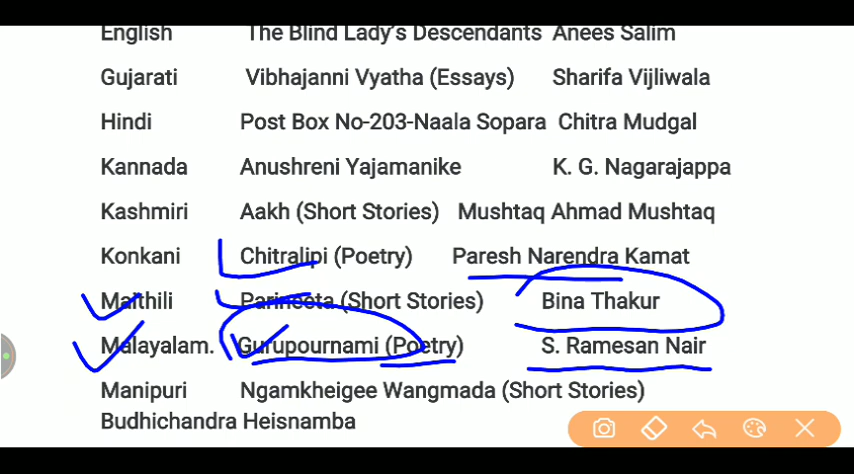 English The Blind Lady's Descendants Anees Salim
Gujarati Vibhajanni Vyatha (Essays) Sharifa Vijliwala
Hindi Post Box No-203-Naala Sopara Chitra Mudgal
Kannada Anushreni Yajamanike K. G. Nagarajappa
Kashmiri Aakh (Short Stories) Mushtaq Ahmad Mushtaq
Konkani Chitralipi (Poetry) Paresh Narendra Kamat
Maithili Parineeta (Short Stories) Bina Thakur
Malayalam. Gurupournami (Poetry) S. Ramesan Nair
Manipuri Ngamkheigee Wangmada (Short Stories)
Budhichandra Heisnamba